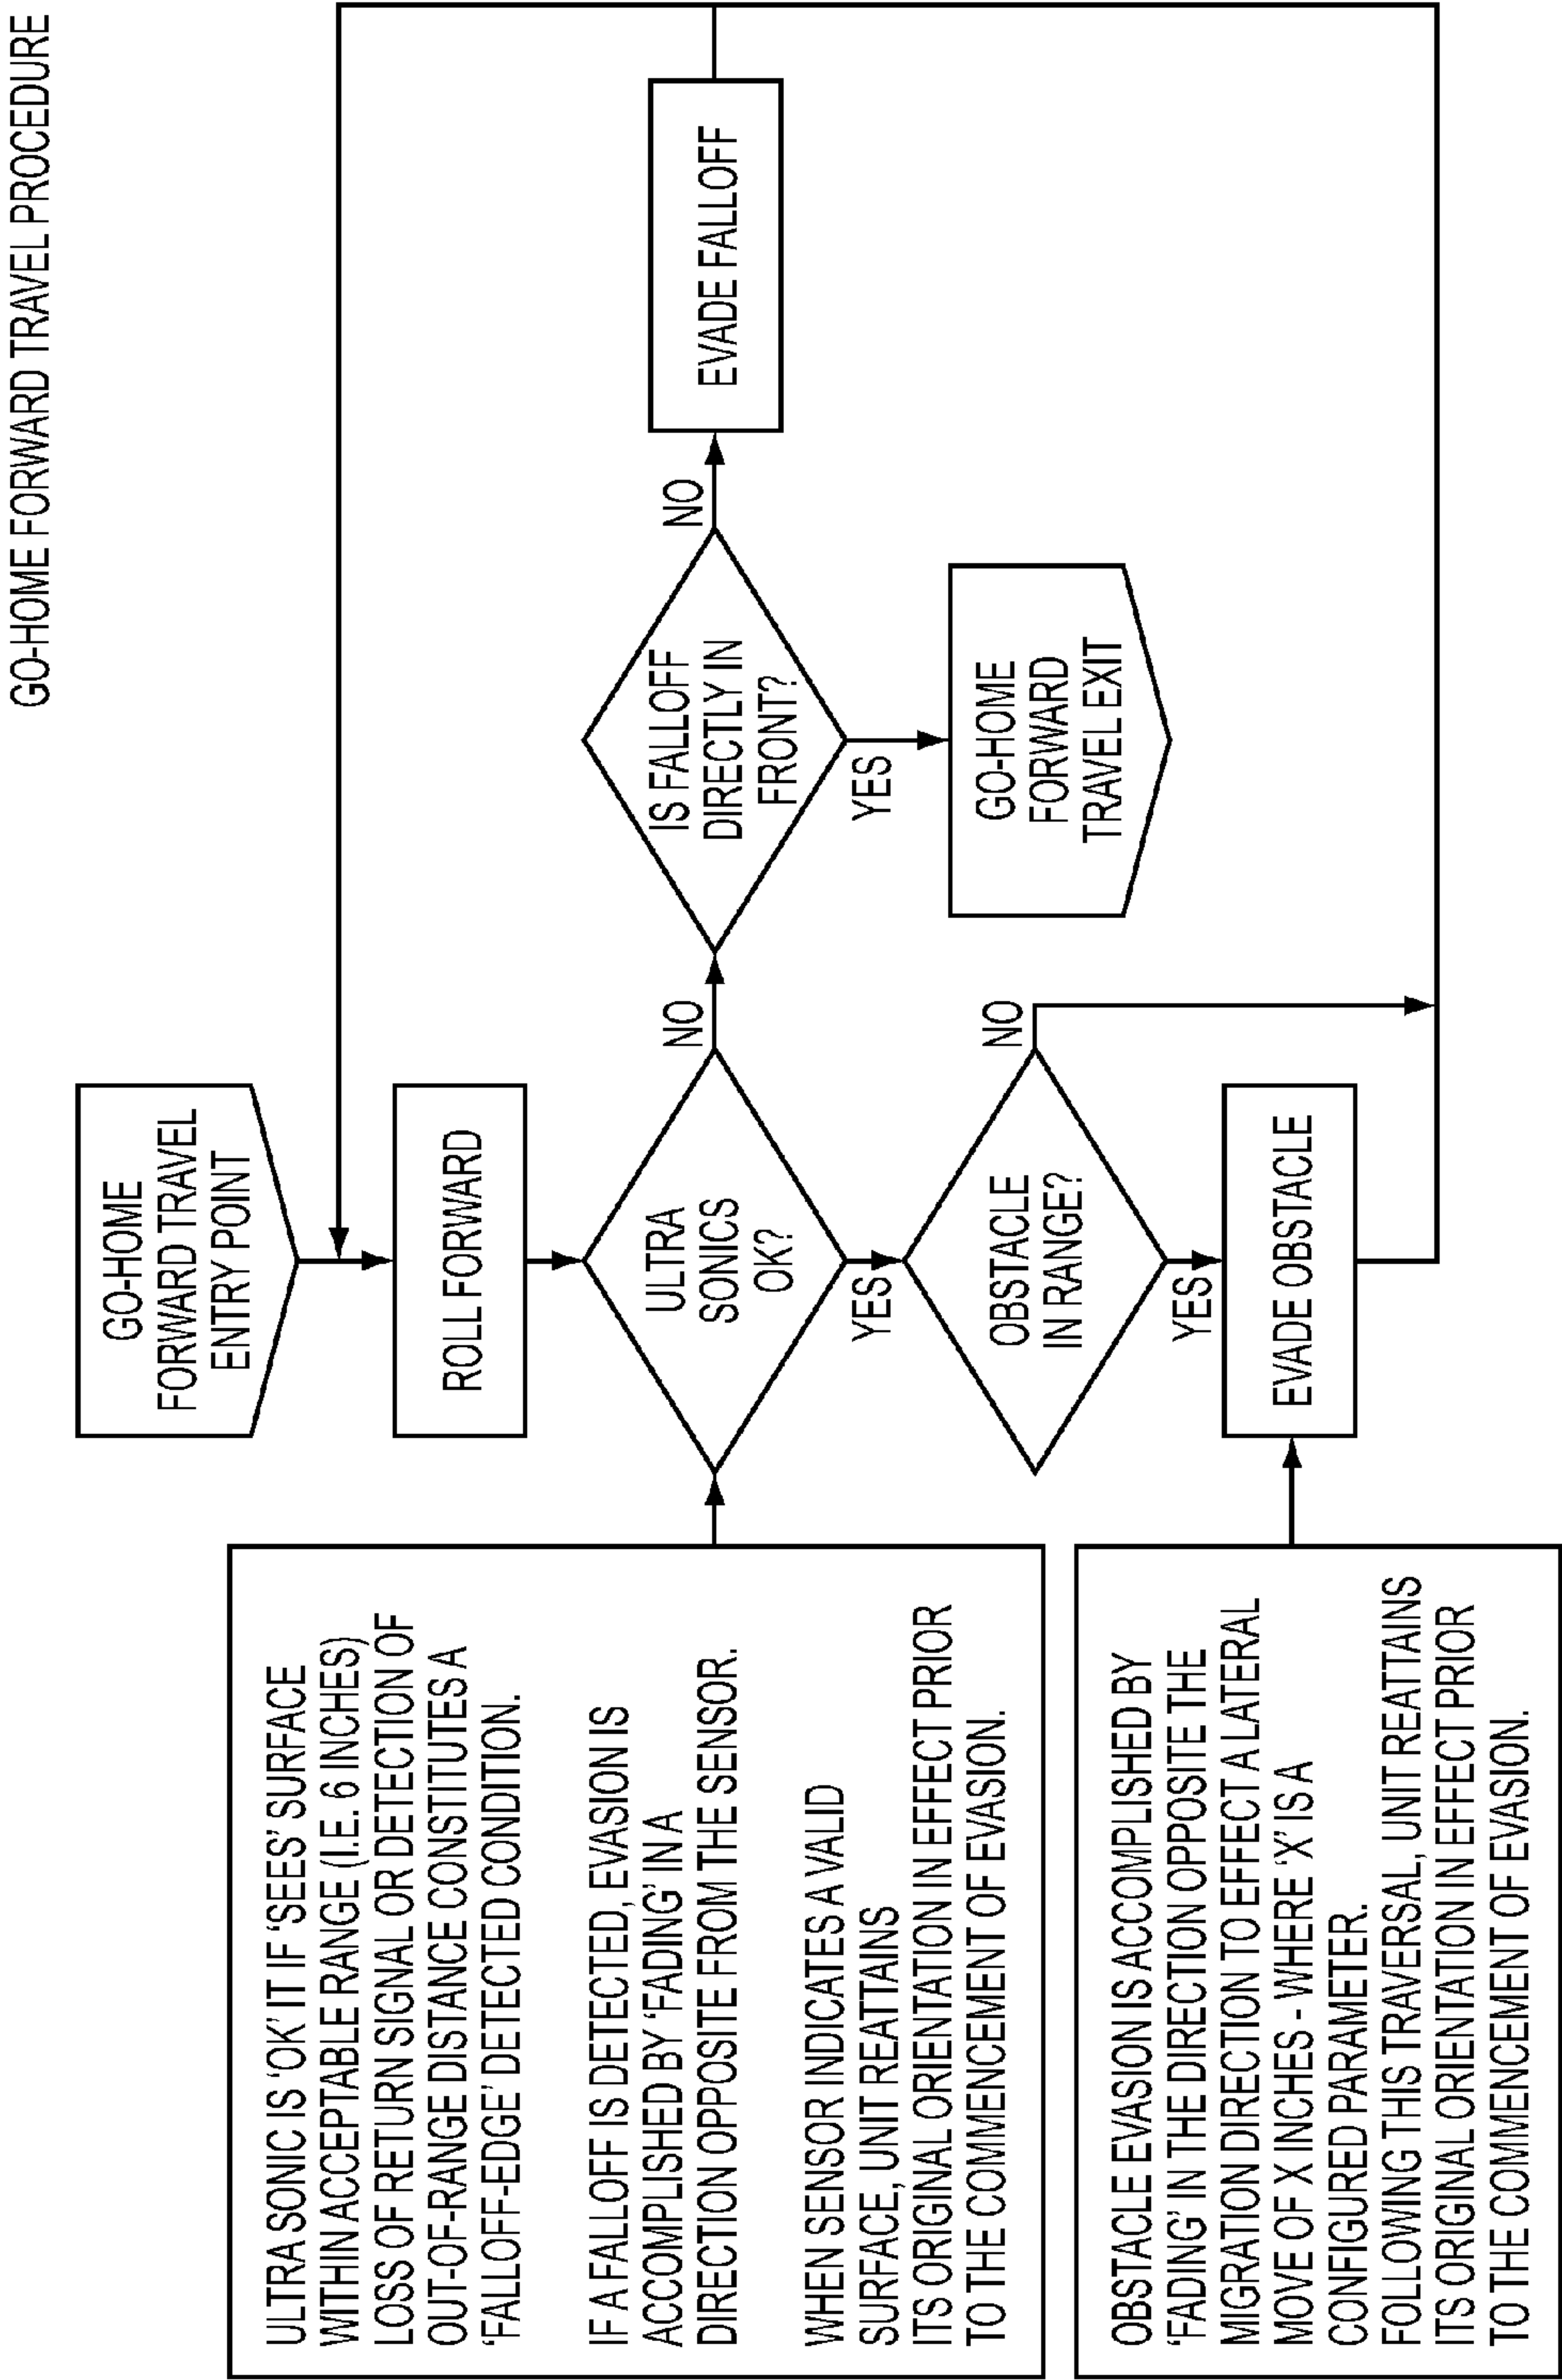 GO-HOME FORWARD TRAVEL PROCEDURE
GO-HOME
FORWARD TRAVEL
ENTRY POINT
ROLL FORWARD
ULTRA SONIC IS 'OK' IT IF 'SEES' SURFACE
WITHIN ACCEPTABLE RANGE (I.E. 6 INCHES)
LOSS OF RETURN SIGNAL OR DETECTION OF
OUT-OF-RANGE DISTANCE CONSTITUTES A
'FALLOFF-EDGE' DETECTED CONDITION.
IF A FALLOFF IS DETECTED, EVASION IS
ACCOMPLISHED BY 'FADING' IN A
DIRECTION OPPOSITE FROM THE SENSOR.
WHEN SENSOR INDICATES A VALID
SURFACE, UNIT REATTAINS
ITS ORIGINAL ORIENTATION IN EFFECT PRIOR
TO THE COMMENCEMENT OF EVASION.
ULTRA
SONICS
OK?
NO
IS FALLOFF
DIRECTLY IN
FRONT?
NO
EVADE FALLOFF
YES
YES
GO-HOME
FORWARD
TRAVEL EXIT
OBSTACLE
IN RANGE?
NO
YES
OBSTACLE EVASION IS ACCOMPLISHED BY
'FADING' IN THE DIRECTION OPPOSITE THE
MIGRATION DIRECTION TO EFFECT A LATERAL
MOVE OF X INCHES - WHERE 'X' IS A
CONFIGURED PARAMETER.
FOLLOWING THIS TRAVERSAL, UNIT REATTAINS
ITS ORIGINAL ORIENTATION IN EFFECT PRIOR
TO THE COMMENCEMENT OF EVASION.
EVADE OBSTACLE